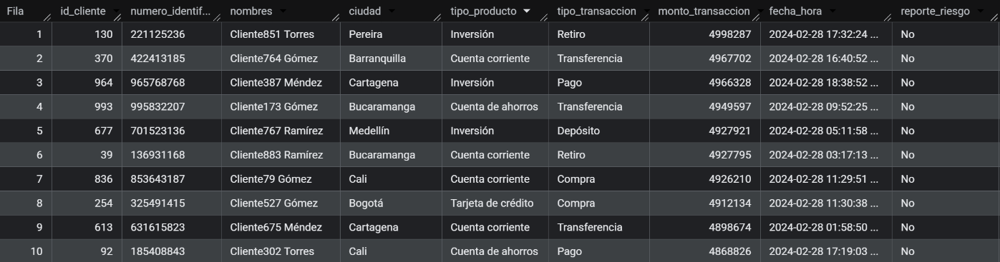 Fila id_cliente numero_identif... nombres ciudad tipo_producto tipo_transaccion monto_transaccion fecha_hora reporte_riesgo
1 130 221125236 Cliente851 Torres Pereira Inversión Retiro 4998287 2024-02-28 17:32:24 ... No
2 370 422413185 Cliente764 Gómez Barranquilla Cuenta corriente Transferencia 4967702 2024-02-28 16:40:52 ... No
3 964 965768768 Cliente387 Méndez Cartagena Inversión Pago 4966328 2024-02-28 18:38:52 ... No
4 993 995832207 Cliente173 Gómez Bucaramanga Cuenta de ahorros Transferencia 4949597 2024-02-28 09:52:25 ... No
5 677 701523136 Cliente767 Ramírez Medellín Inversión Depósito 4927921 2024-02-28 05:11:58 ... No
6 39 136931168 Cliente883 Ramírez Bucaramanga Cuenta corriente Retiro 4927795 2024-02-28 03:17:13 ... No
7 836 853643187 Cliente79 Gómez Cali Cuenta corriente Compra 4926210 2024-02-28 11:29:51 ... No
8 254 325491415 Cliente527 Gómez Bogotá Tarjeta de crédito Compra 4912134 2024-02-28 11:30:38 ... No
9 613 631615823 Cliente675 Méndez Cartagena Cuenta corriente Transferencia 4898674 2024-02-28 01:58:50 ... No
10 92 185408843 Cliente302 Torres Cali Cuenta de ahorros Pago 4868826 2024-02-28 17:19:03 ... No